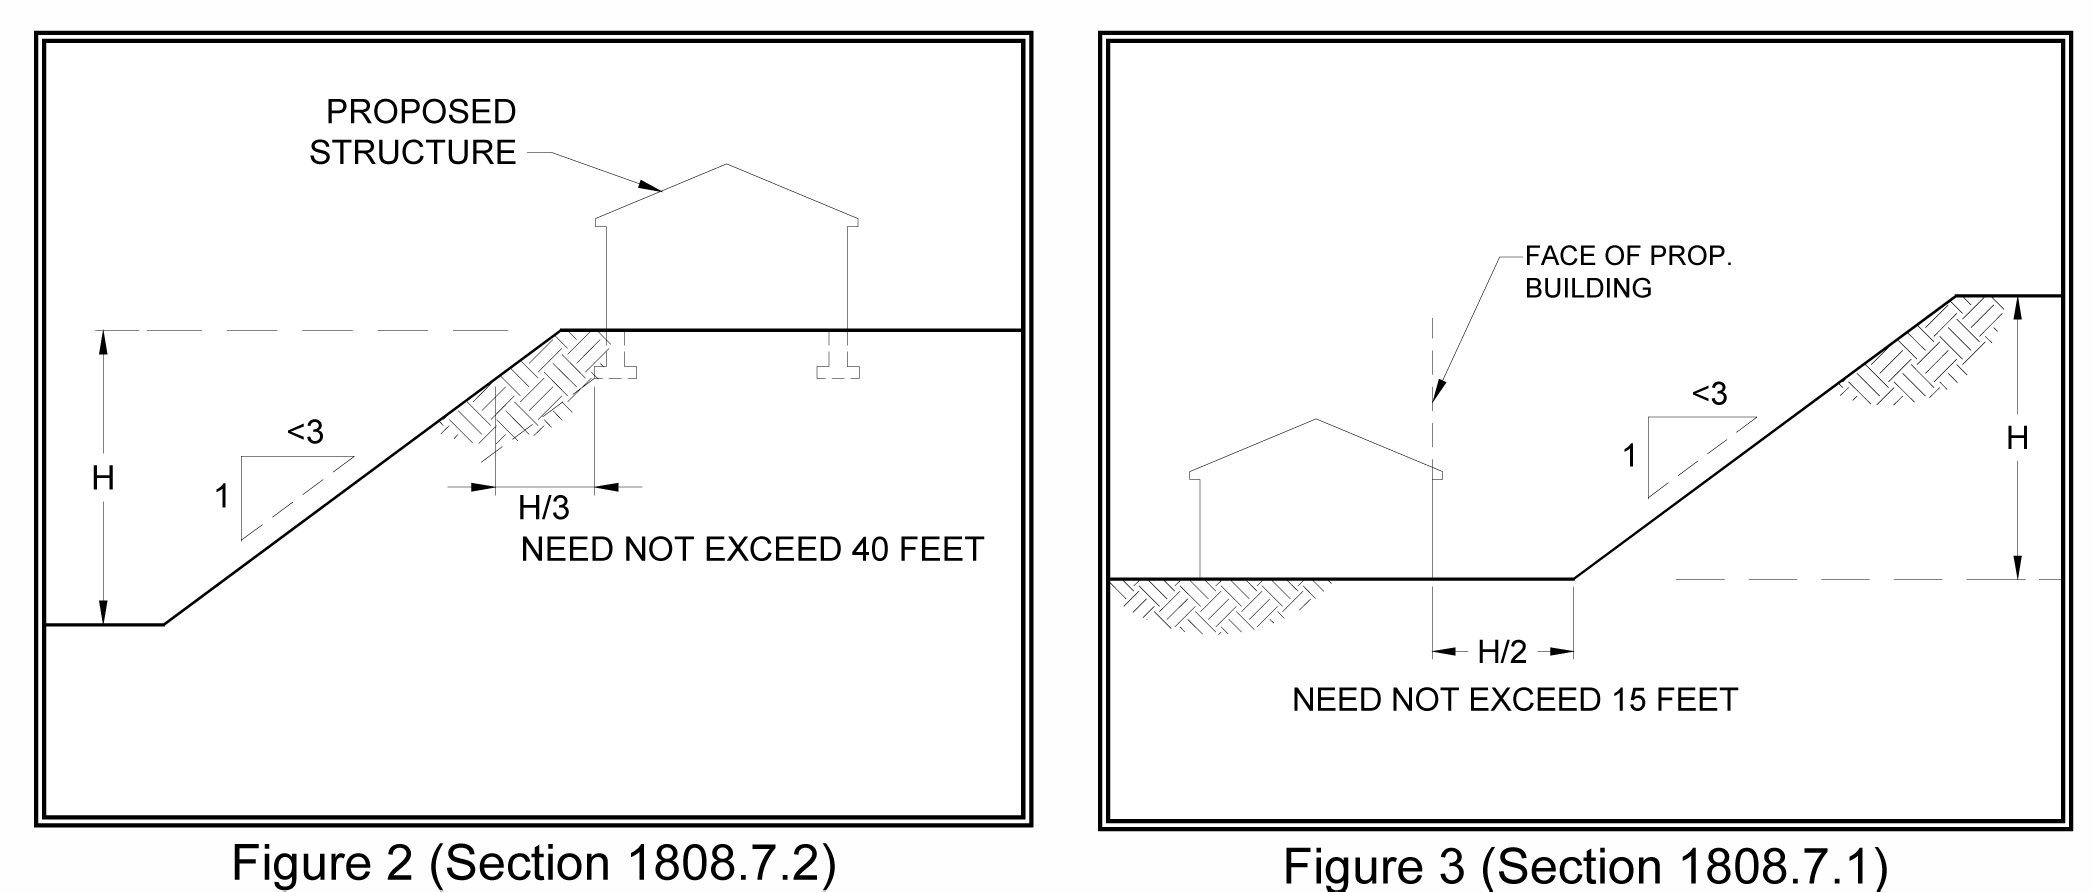 PROPOSED
STRUCTURE
H
1
<3
H/3
NEED NOT EXCEED 40 FEET
Figure 2 (Section 1808.7.2)
FACE OF PROP.
BUILDING
<3
1
H
H/2
NEED NOT EXCEED 15 FEET
Figure 3 (Section 1808.7.1)